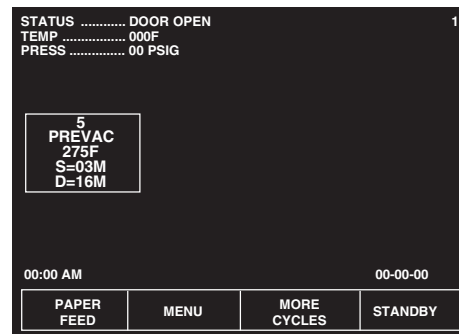 STATUS ............ DOOR OPEN 1
TEMP ................. 000F
PRESS .............. 00 PSIG
5
PREVAC
275F
S=03M
D=16M
00:00 AM 00-00-00
PAPER FEED MENU MORE CYCLES STANDBY